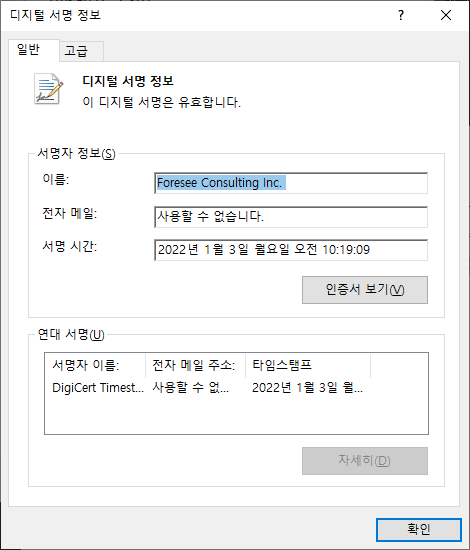 디지털 서명 정보
일반 고급
디지털 서명 정보
이 디지털 서명은 유효합니다.
서명자 정보(S)
이름: Foresee Consulting Inc.
전자 메일: 사용할 수 없습니다.
서명 시간: 2022년 1월 3일 월요일 오전 10:19:09
인증서 보기(V)
연대 서명(U)
서명자 이름: 전자 메일 주소: 타임스탬프
DigiCert Timest... 사용할 수 없... 2022년 1월 3일 월...
자세히(D)
확인